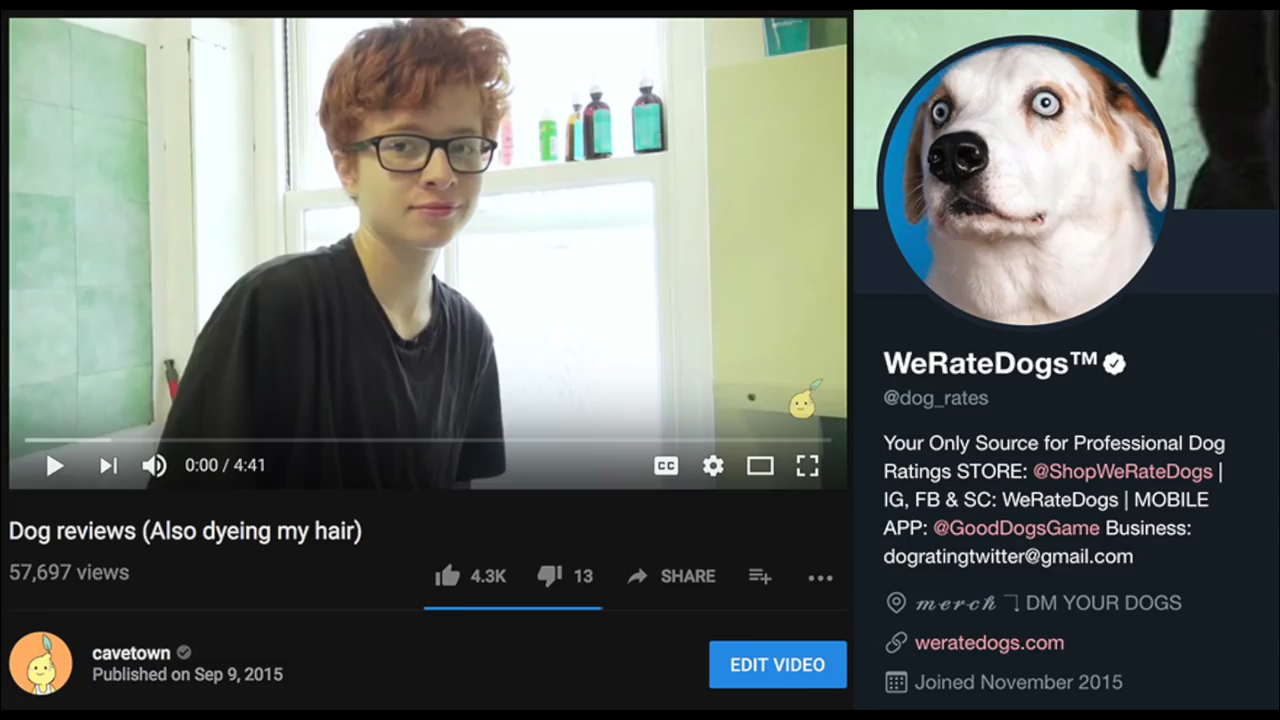 CC
0:00 / 4:41
Dog reviews (Also dyeing my hair)
57,697 views
4.3K
13
SHARE
cavetown
Published on Sep 9, 2015
EDIT VIDEO
WeRateDogs™
@dog_rates
Your Only Source for Professional Dog
Ratings STORE: @ShopWeRateDogs |
IG, FB & SC: WeRateDogs | MOBILE
APP: @GoodDogsGame Business:
dogratingtwitter@gmail.com
𝓶𝓮𝓻𝓬𝓱 ⤵ DM YOUR DOGS
weratedogs.com
Joined November 2015